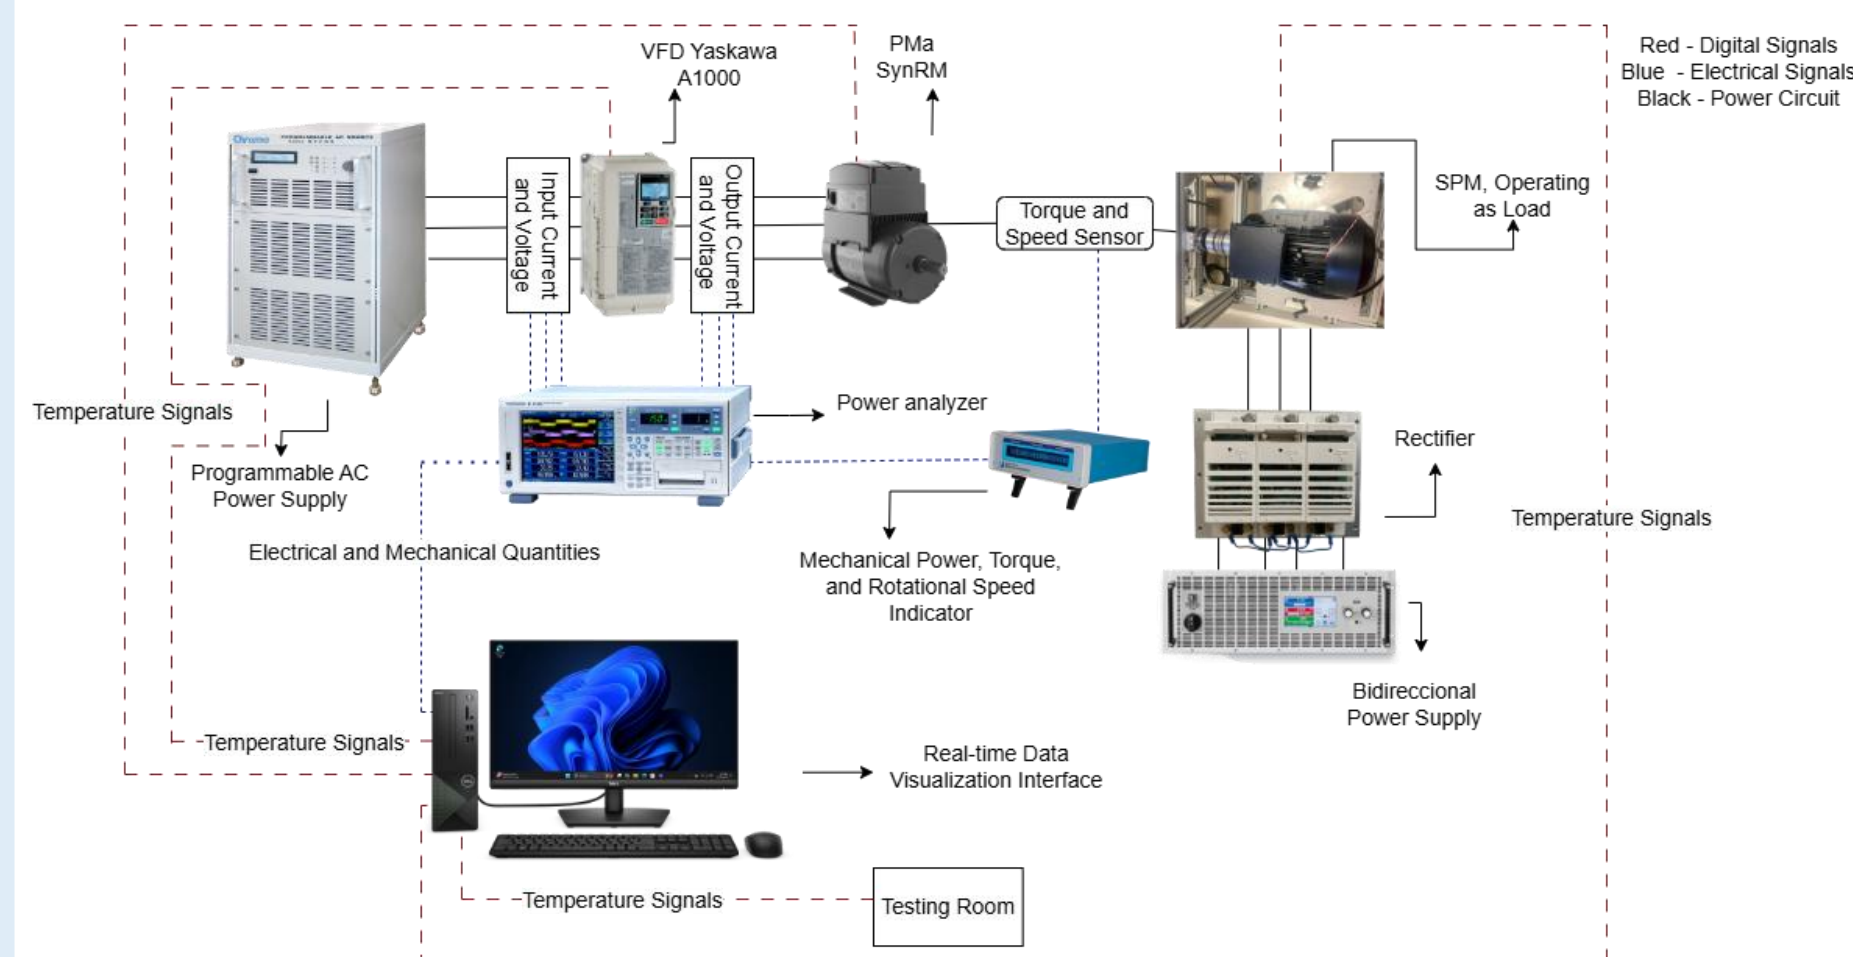 VFD Yaskawa
A1000
PMa
SynRM
Red - Digital Signals
Blue - Electrical Signals
Black - Power Circuit
Chroma
Input Current
and Voltage
Output Current
and Voltage
Torque and
Speed Sensor
SPM, Operating
as Load
Temperature Signals
Programmable AC
Power Supply
Power analyzer
Rectifier
Temperature Signals
Electrical and Mechanical Quantities
Mechanical Power, Torque,
and Rotational Speed
Indicator
Bidireccional
Power Supply
Temperature Signals
Real-time Data
Visualization Interface
DELL
Temperature Signals
Testing Room